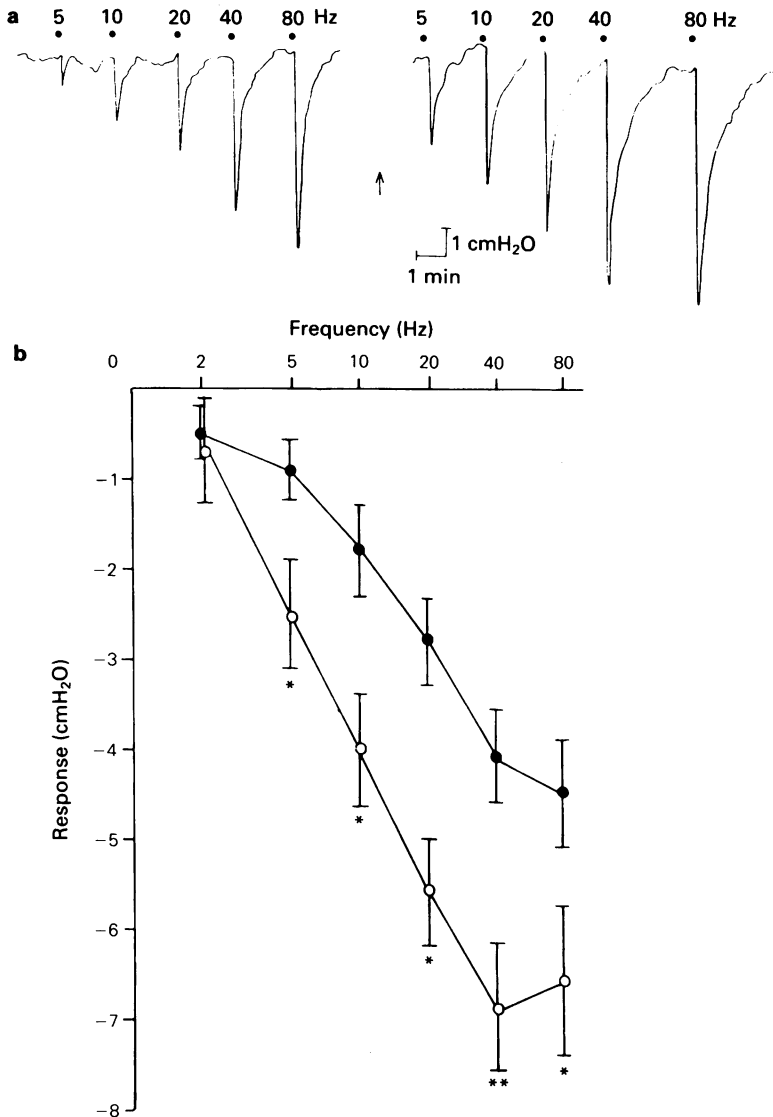 a 5 10 20 40 80 Hz 5 10 20 40 80 Hz
1 cmH₂O
1 min
Frequency (Hz)
b 0 2 5 10 20 40 80
−1
−2
−3
*
−4
*
−5
−6
*
−7
** *
−8
Response (cmH₂O)